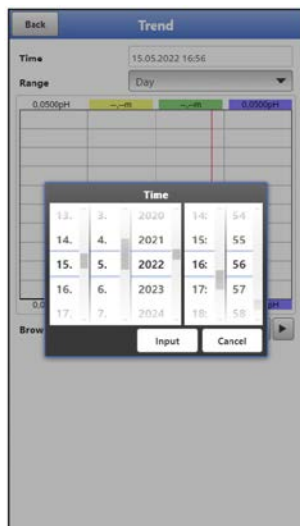 Back Trend
Time 15.05.2022 16:56
Range Day
0.0500pH --,--m --,--m 0.0500pH
Time
13. 3. 2020 14: 54
14. 4. 2021 15: 55
15. 5. 2022 16: 56
16. 6. 2023 17: 57
17. 7. 2024 18: 58
0.0 pH
Brow
Input Cancel